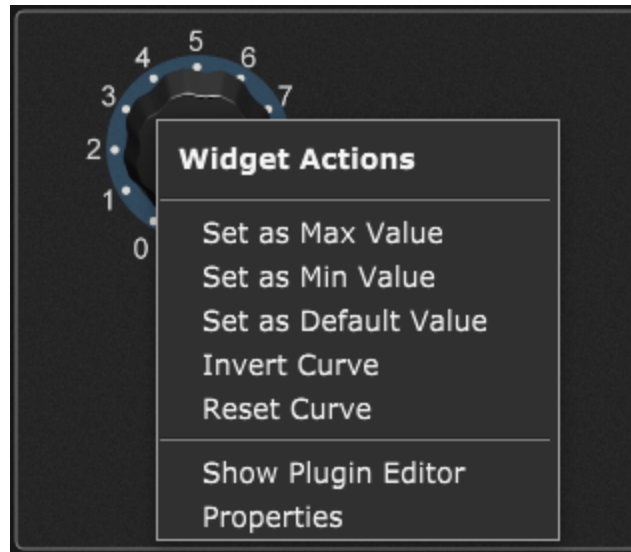 5
4
6
3
7
2
1
0
Widget Actions
Set as Max Value
Set as Min Value
Set as Default Value
Invert Curve
Reset Curve
Show Plugin Editor
Properties